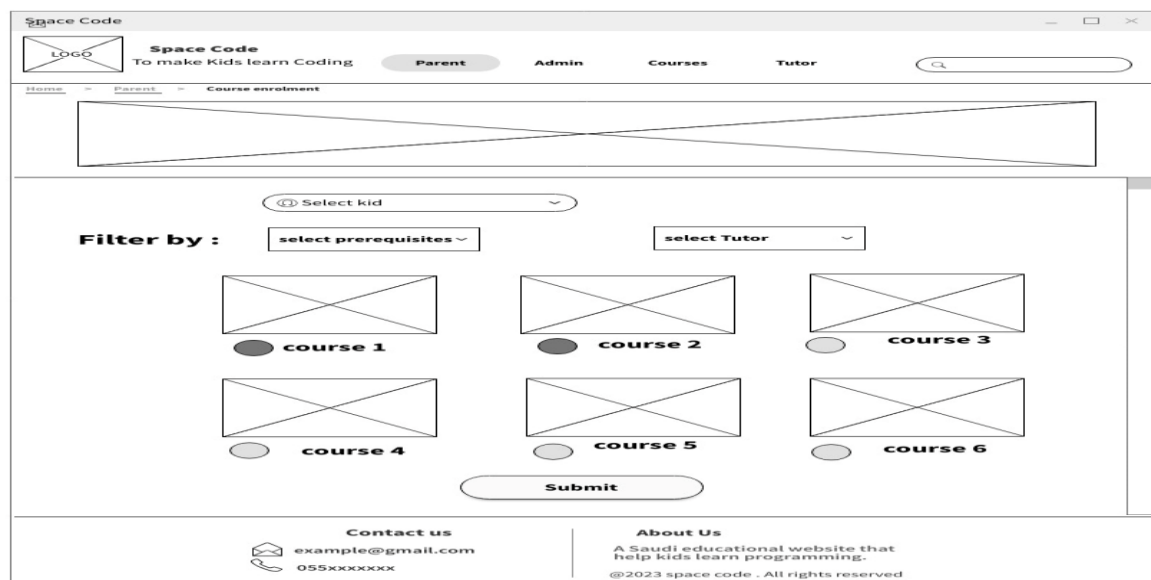 Space Code
LOGO
Space Code
To make Kids learn Coding
Parent Admin Courses Tutor
Home > Parent > Course enrolment
Select kid
Filter by : select prerequisites select Tutor
course 1 course 2 course 3
course 4 course 5 course 6
Submit
Contact us
example@gmail.com
055xxxxxxx
About Us
A Saudi educational website that
help kids learn programming.
@2023 space code . All rights reserved